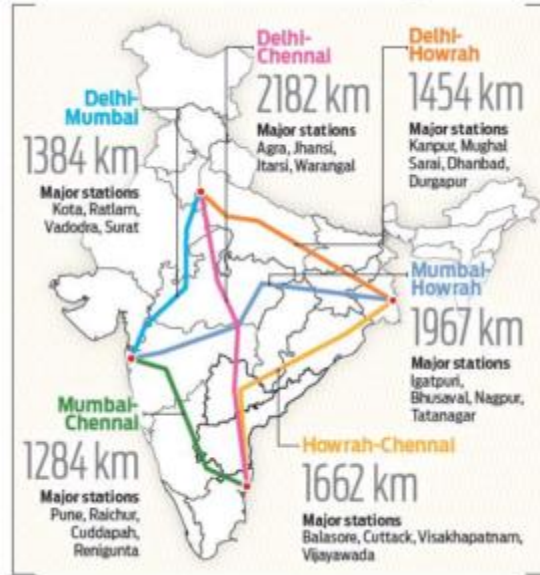 Delhi-
Mumbai
1384 km
Major stations
Kota, Ratlam,
Vadodra, Surat
Delhi-
Chennai
2182 km
Major stations
Agra, Jhansi,
Itarsi, Warangal
Delhi-
Howrah
1454 km
Major stations
Kanpur, Mughal
Sarai, Dhanbad,
Durgapur
Mumbai-
Howrah
1967 km
Major stations
Igatpuri,
Bhusaval, Nagpur,
Tatanagar
Mumbai-
Chennai
1284 km
Major stations
Pune, Raichur,
Cuddapah,
Renigunta
Howrah-Chennai
1662 km
Major stations
Balasore, Cuttack, Visakhapatnam,
Vijayawada